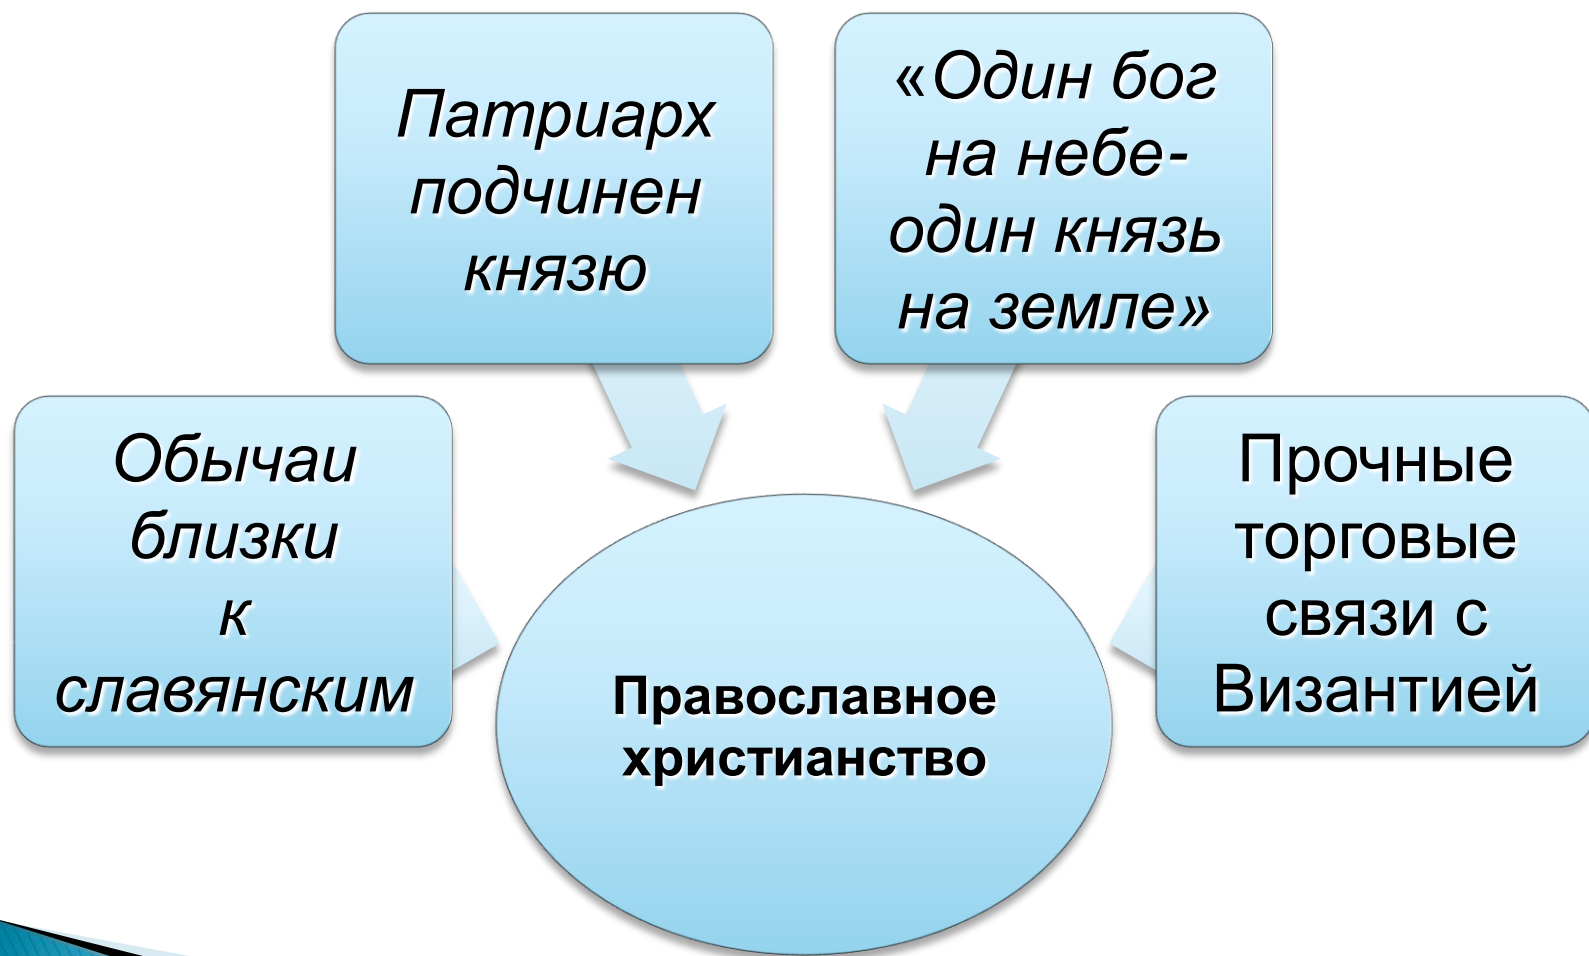 Патриарх
подчинен
князю
«Один бог
на небе-
один князь
на земле»
Обычаи
близки
к
славянским
Прочные
торговые
связи с
Византией
Православное
христианство